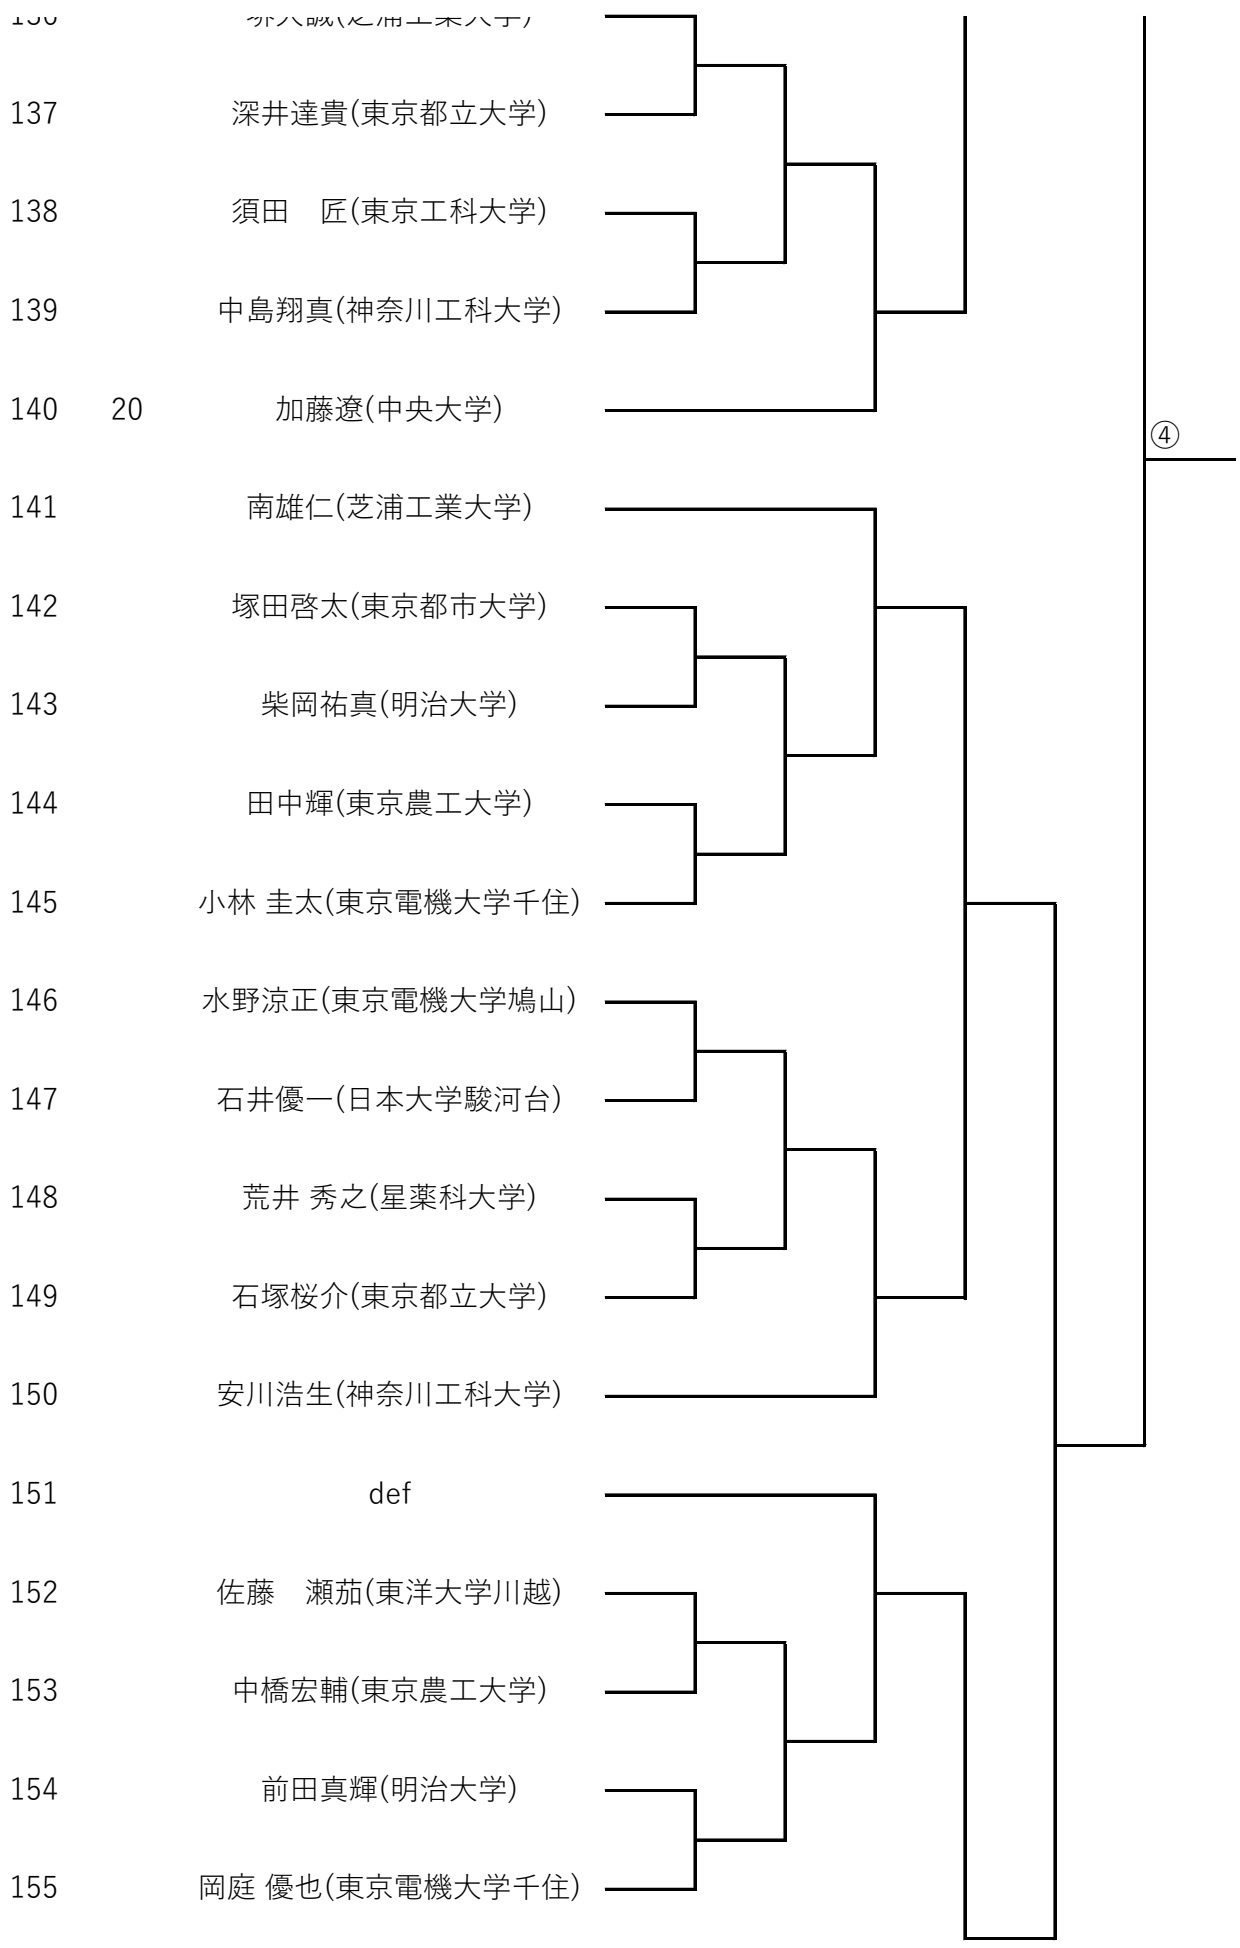 137 深井達貴(東京都立大学)
138 須田　匠(東京工科大学)
139 中島翔真(神奈川工科大学)
140 20 加藤遼(中央大学)
④
141 南雄仁(芝浦工業大学)
142 塚田啓太(東京都市大学)
143 柴岡祐真(明治大学)
144 田中輝(東京農工大学)
145 小林 圭太(東京電機大学千住)
146 水野涼正(東京電機大学鳩山)
147 石井優一(日本大学駿河台)
148 荒井 秀之(星薬科大学)
149 石塚桜介(東京都立大学)
150 安川浩生(神奈川工科大学)
151 def
152 佐藤　瀬茄(東洋大学川越)
153 中橋宏輔(東京農工大学)
154 前田真輝(明治大学)
155 岡庭 優也(東京電機大学千住)